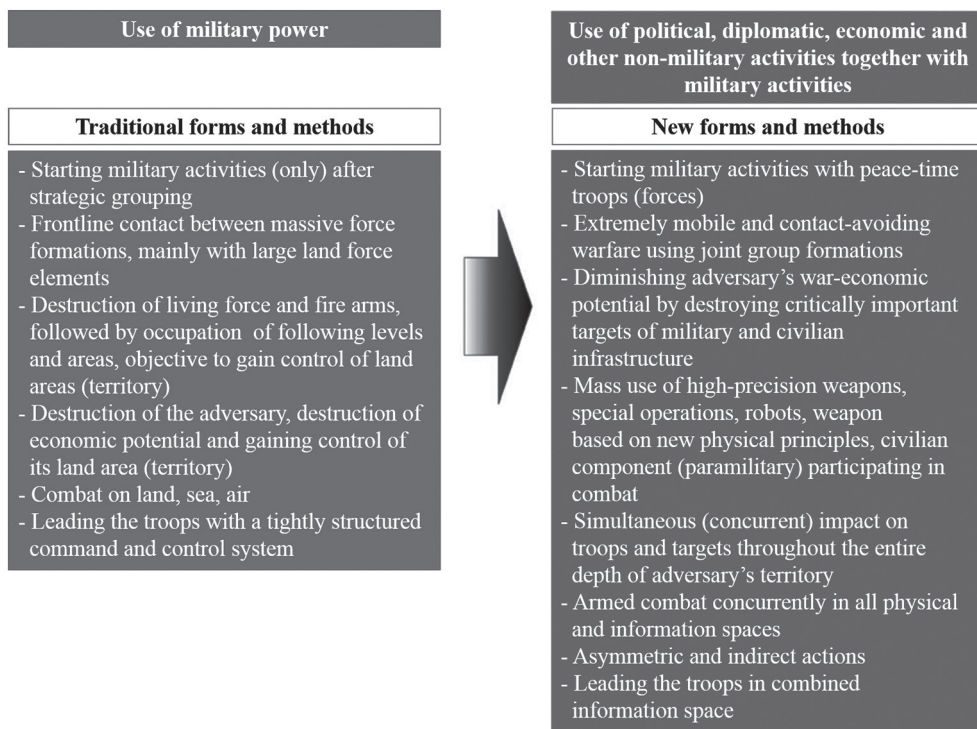 Use of military power
Traditional forms and methods
- Starting military activities (only) after
strategic grouping
- Frontline contact between massive force
formations, mainly with large land force
elements
- Destruction of living force and fire arms,
followed by occupation of following levels
and areas, objective to gain control of land
areas (territory)
- Destruction of the adversary, destruction of
economic potential and gaining control of
its land area (territory)
- Combat on land, sea, air
- Leading the troops with a tightly structured
command and control system
Use of political, diplomatic, economic and
other non-military activities together with
military activities
New forms and methods
- Starting military activities with peace-time
troops (forces)
- Extremely mobile and contact-avoiding
warfare using joint group formations
- Diminishing adversary’s war-economic
potential by destroying critically important
targets of military and civilian
infrastructure
- Mass use of high-precision weapons,
special operations, robots, weapon
based on new physical principles, civilian
component (paramilitary) participating in
combat
- Simultaneous (concurrent) impact on
troops and targets throughout the entire
depth of adversary’s territory
- Armed combat concurrently in all physical
and information spaces
- Asymmetric and indirect actions
- Leading the troops in combined
information space